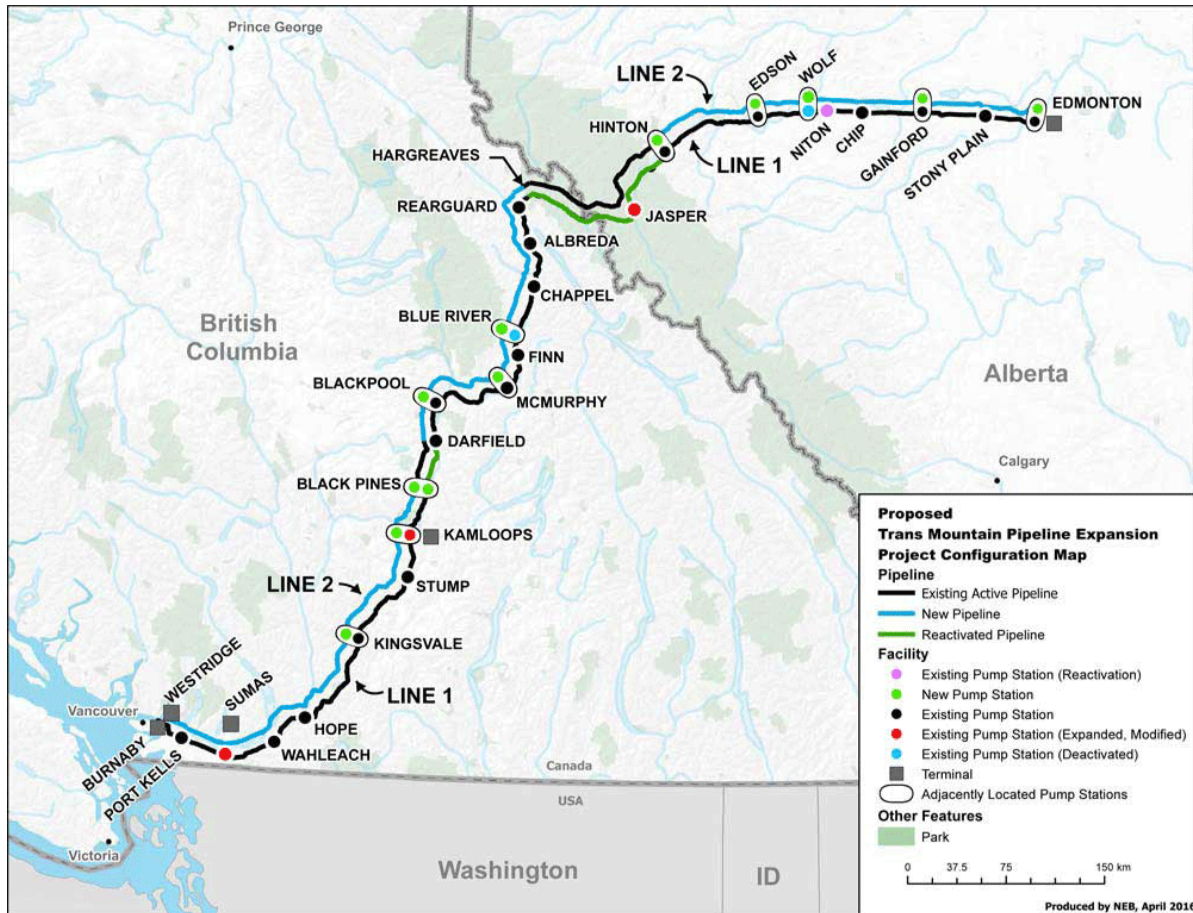 Prince George
LINE 2
EDSON
WOLF
EDMONTON
HINTON
NITON
CHIP
GAINFORD
STONY PLAIN
LINE 1
HARGREAVES
REARGUARD
JASPER
ALBREDA
CHAPPEL
BLUE RIVER
British
Columbia
FINN
Alberta
BLACKPOOL
MCMURPHY
DARFIELD
Calgary
BLACK PINES
KAMLOOPS
STUMP
LINE 2
KINGSVALE
WESTRIDGE
SUMAS
LINE 1
Vancouver
HOPE
BURNABY
PORT KELLS
WAHLEACH
Canada
USA
Victoria
Washington
ID
Proposed
Trans Mountain Pipeline Expansion
Project Configuration Map
Pipeline
Existing Active Pipeline
New Pipeline
Reactivated Pipeline
Facility
Existing Pump Station (Reactivation)
New Pump Station
Existing Pump Station
Existing Pump Station (Expanded, Modified)
Existing Pump Station (Deactivated)
Terminal
Adjacently Located Pump Stations
Other Features
Park
0 37.5 75 150 km
Produced by NEB, April 2016